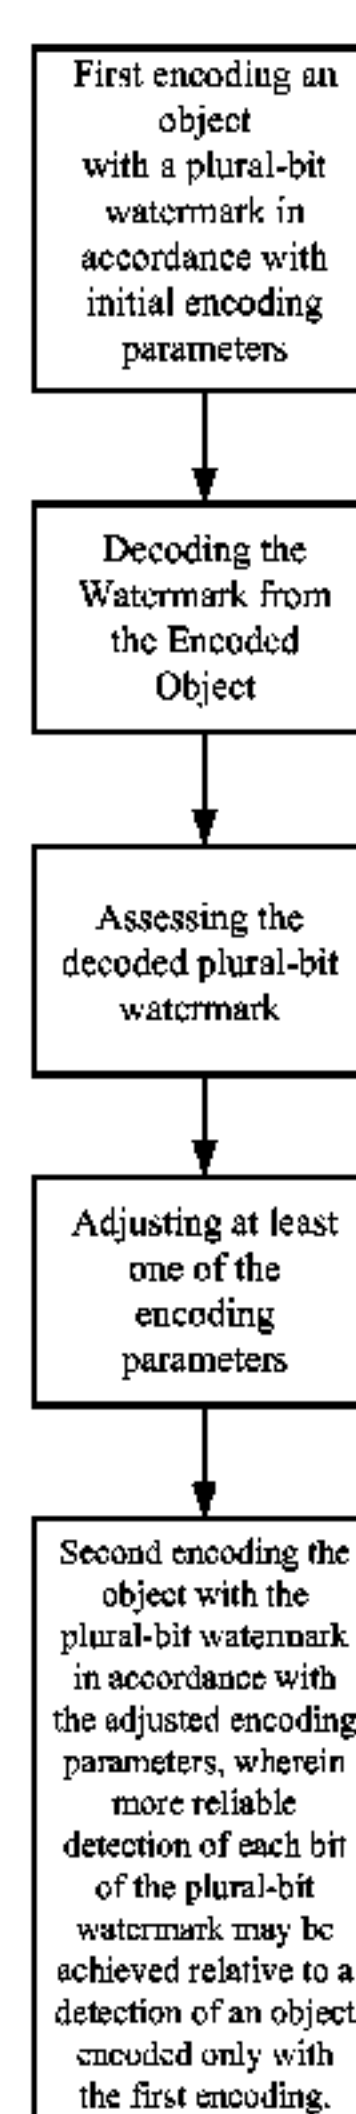 First encoding an
object
with a plural-bit
watermark in
accordance with
initial encoding
parameters
Decoding the
Watermark from
the Encoded
Object
Assessing the
decoded plural-bit
watermark
Adjusting at least
one of the
encoding
parameters
Second encoding the
object with the
plural-bit watermark
in accordance with
the adjusted encoding
parameters, wherein
more reliable
detection of each bit
of the plural-bit
watermark may be
achieved relative to a
detection of an object
encoded only with
the first encoding.